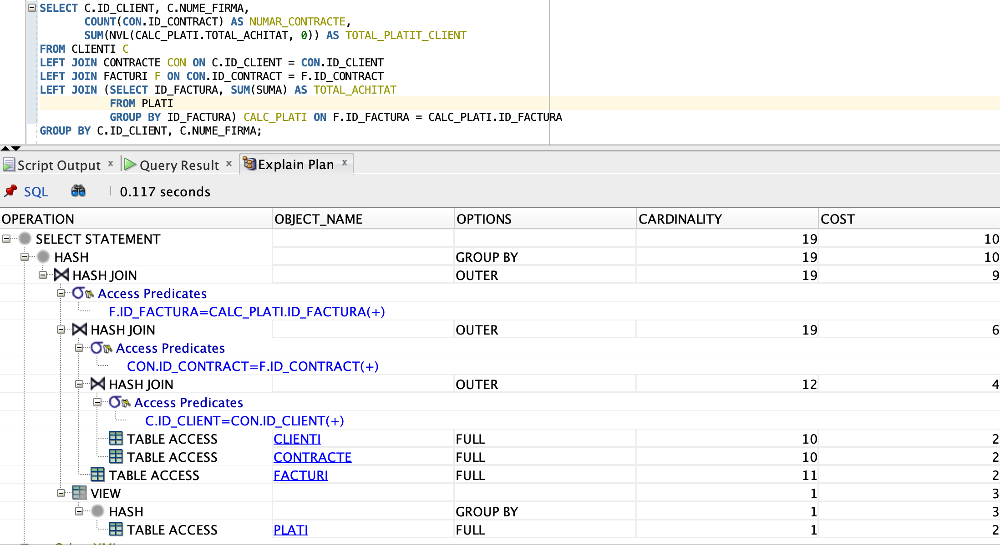 SELECT C.ID_CLIENT, C.NUME_FIRMA,
COUNT(CON.ID_CONTRACT) AS NUMAR_CONTRACTE,
SUM(NVL(CALC_PLATI.TOTAL_ACHITAT, 0)) AS TOTAL_PLATIT_CLIENT
FROM CLIENTI C
LEFT JOIN CONTRACTE CON ON C.ID_CLIENT = CON.ID_CLIENT
LEFT JOIN FACTURI F ON CON.ID_CONTRACT = F.ID_CONTRACT
LEFT JOIN (SELECT ID_FACTURA, SUM(SUMA) AS TOTAL_ACHITAT
FROM PLATI
GROUP BY ID_FACTURA) CALC_PLATI ON F.ID_FACTURA = CALC_PLATI.ID_FACTURA
GROUP BY C.ID_CLIENT, C.NUME_FIRMA;
Script Output x Query Result x Explain Plan x
SQL 0.117 seconds
OPERATION OBJECT_NAME OPTIONS CARDINALITY COST
SELECT STATEMENT 19 10
HASH GROUP BY 19 10
HASH JOIN OUTER 19 9
Access Predicates
F.ID_FACTURA=CALC_PLATI.ID_FACTURA(+)
HASH JOIN OUTER 19 6
Access Predicates
CON.ID_CONTRACT=F.ID_CONTRACT(+)
HASH JOIN OUTER 12 4
Access Predicates
C.ID_CLIENT=CON.ID_CLIENT(+)
TABLE ACCESS CLIENTI FULL 10 2
TABLE ACCESS CONTRACTE FULL 10 2
TABLE ACCESS FACTURI FULL 11 2
VIEW 1 3
HASH GROUP BY 1 3
TABLE ACCESS PLATI FULL 1 2